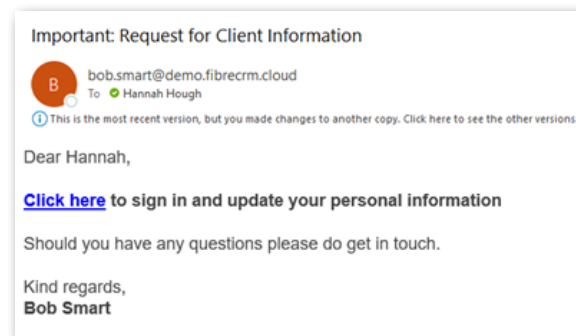 Important: Request for Client Information
B
bob.smart@demo.fibrecrm.cloud
To Hannah Hough
i This is the most recent version, but you made changes to another copy. Click here to see the other versions.
Dear Hannah,
Click here to sign in and update your personal information
Should you have any questions please do get in touch.
Kind regards,
Bob Smart